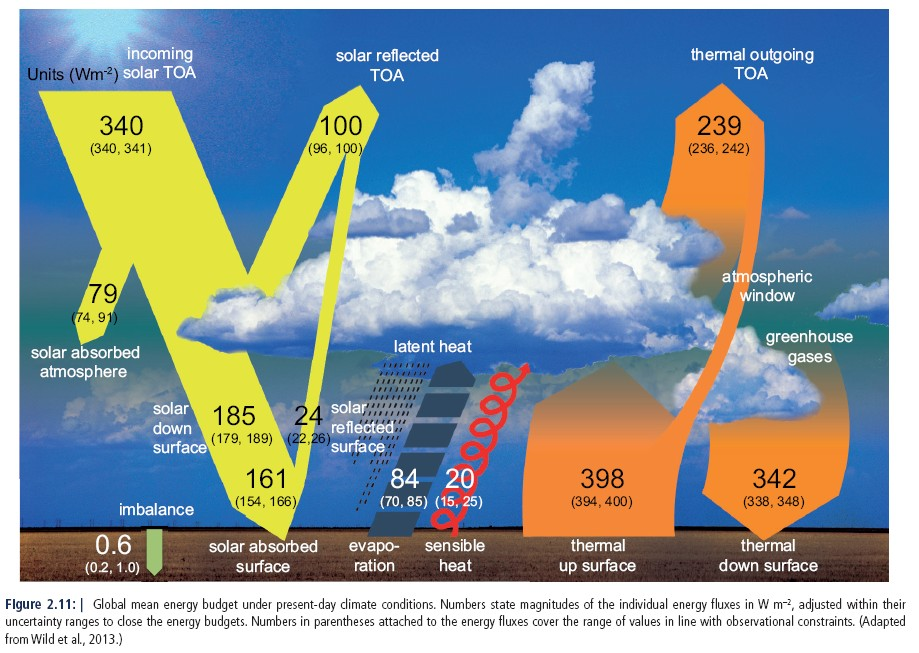 incoming
solar TOA
Units (Wm-2)
340
(340, 341)
solar reflected
TOA
100
(96, 100)
thermal outgoing
TOA
239
(236, 242)
79
(74, 91)
solar absorbed
atmosphere
atmospheric
window
greenhouse
gases
latent heat
solar
down
surface
185
(179, 189)
24
(22,26)
solar
reflected
surface
161
(154, 166)
84
(70, 85)
20
(15, 25)
398
(394, 400)
342
(338, 348)
imbalance
0.6
(0.2, 1.0)
solar absorbed
surface
evapo-
ration
sensible
heat
thermal
up surface
thermal
down surface
Figure 2.11: | Global mean energy budget under present-day climate conditions. Numbers state magnitudes of the individual energy fluxes in W m–2, adjusted within their
uncertainty ranges to close the energy budgets. Numbers in parentheses attached to the energy fluxes cover the range of values in line with observational constraints. (Adapted
from Wild et al., 2013.)